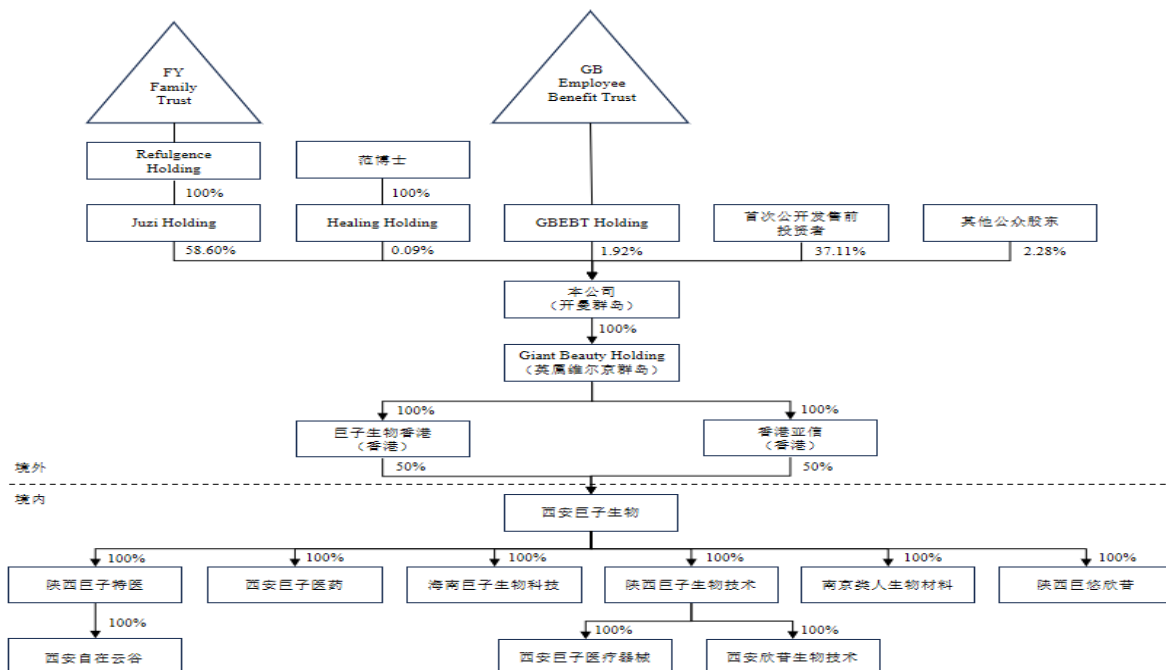 FY
Family
Trust
GB
Employee
Benefit Trust
Refulgence
Holding
范博士
100%
100%
Juzi Holding
Healing Holding
GBEBT Holding
首次公开发售前
投资者
其他公众股东
58.60%
0.09%
1.92%
37.11%
2.28%
本公司
（开曼群岛）
100%
Giant Beauty Holding
（英属维尔京群岛）
100%
100%
巨子生物香港
（香港）
香港亚信
（香港）
50%
50%
境外
境内
西安巨子生物
100%
100%
100%
100%
100%
100%
陕西巨子特医
西安巨子医药
海南巨子生物科技
陕西巨子生物技术
南京类人生物材料
陕西巨悠欣苷
100%
100%
100%
西安自在云谷
西安巨子医疗器械
西安欣苷生物技术